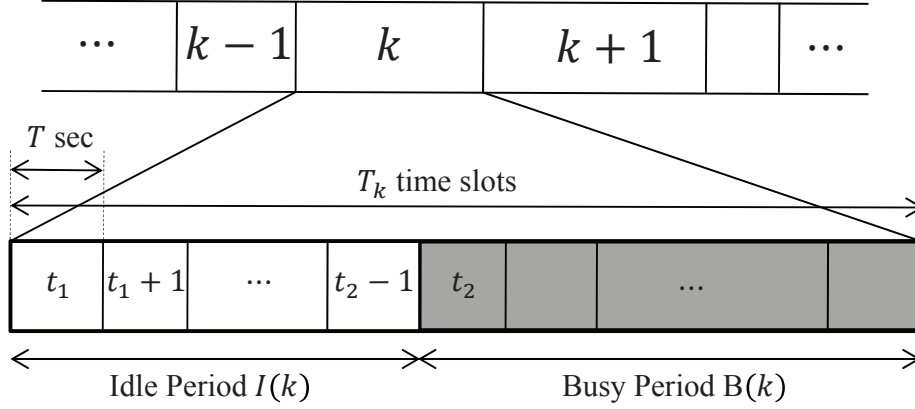 ⋯ k − 1 k k + 1 ⋯
T sec
T_k time slots
t_1 t_1 + 1 ⋯ t_2 − 1 t_2 ⋯
Idle Period I(k) Busy Period B(k)